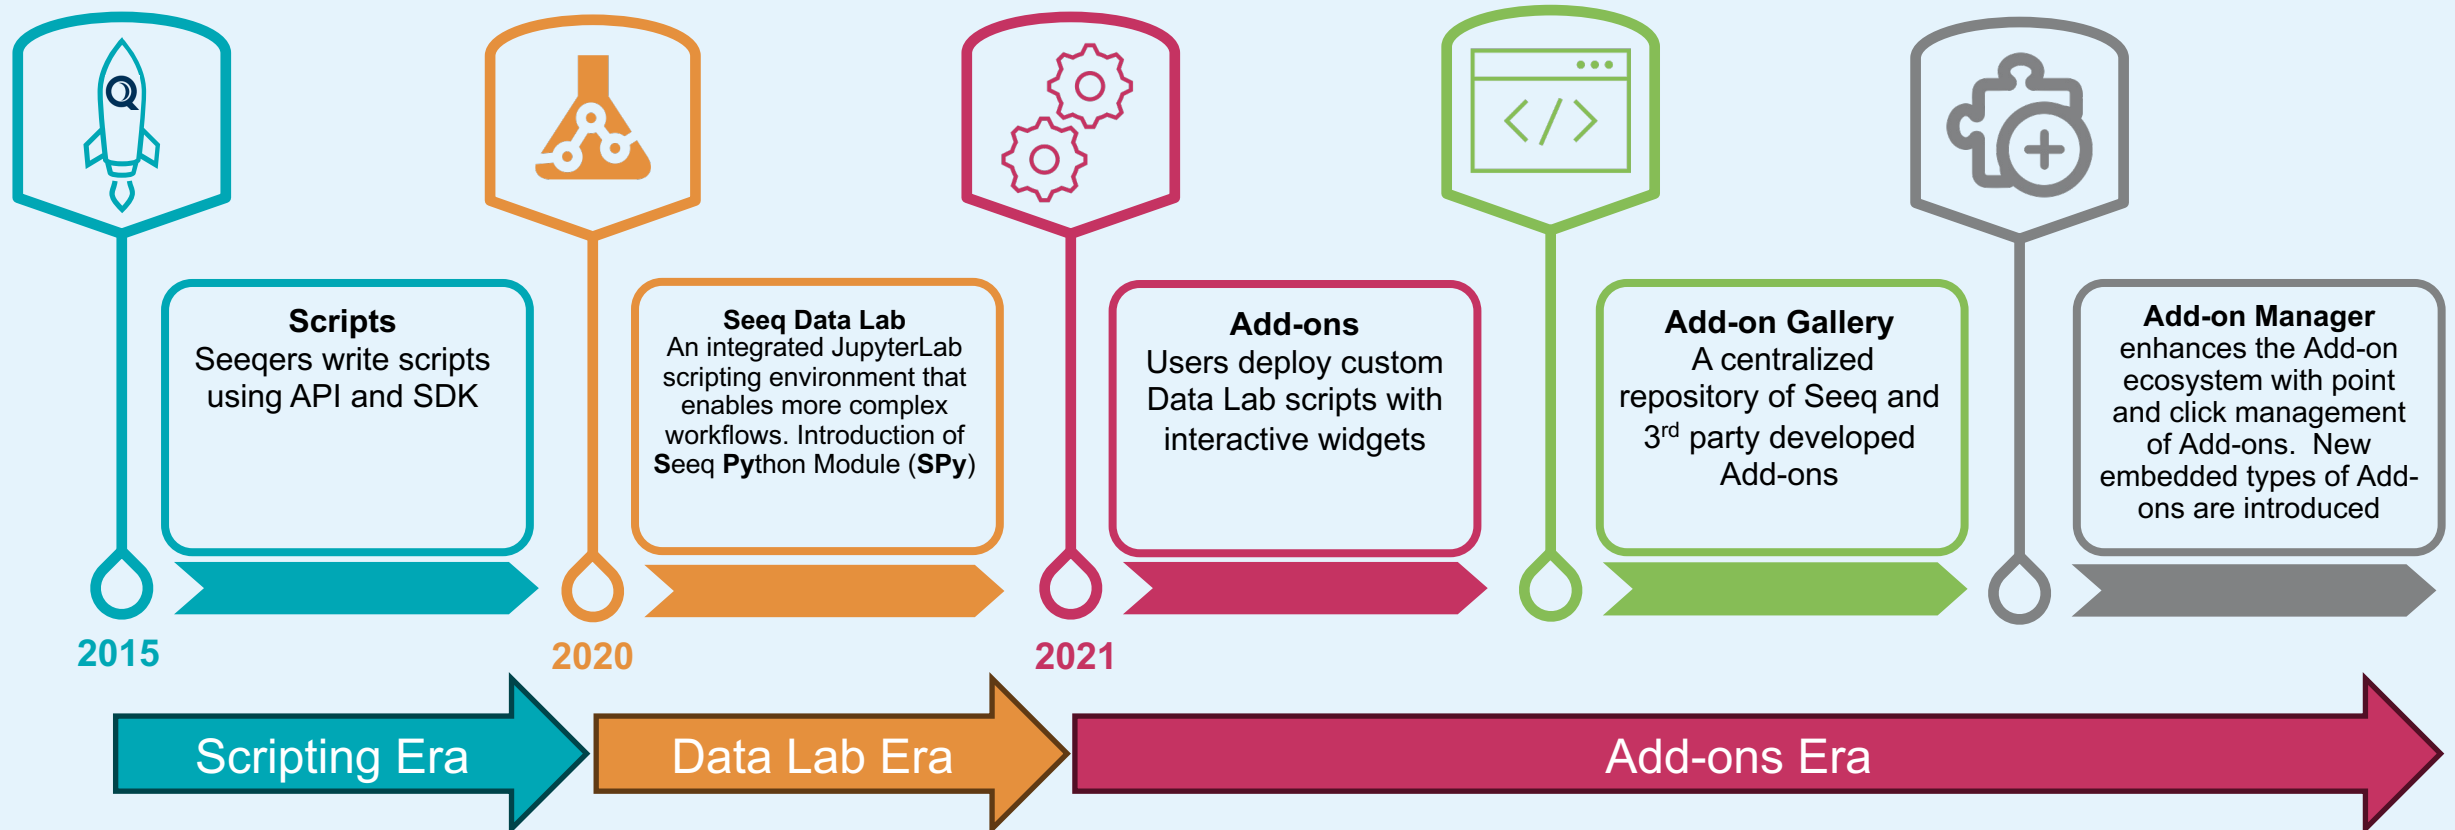 Scripts
Seeqers write scripts
using API and SDK
Seeq Data Lab
An integrated JupyterLab
scripting environment that
enables more complex
workflows. Introduction of
Seeq Python Module (SPy)
Add-ons
Users deploy custom
Data Lab scripts with
interactive widgets
Add-on Gallery
A centralized
repository of Seeq and
3rd party developed
Add-ons
Add-on Manager
enhances the Add-on
ecosystem with point
and click management
of Add-ons.  New
embedded types of Add-
ons are introduced
2015
2020
2021
Scripting Era
Data Lab Era
Add-ons Era